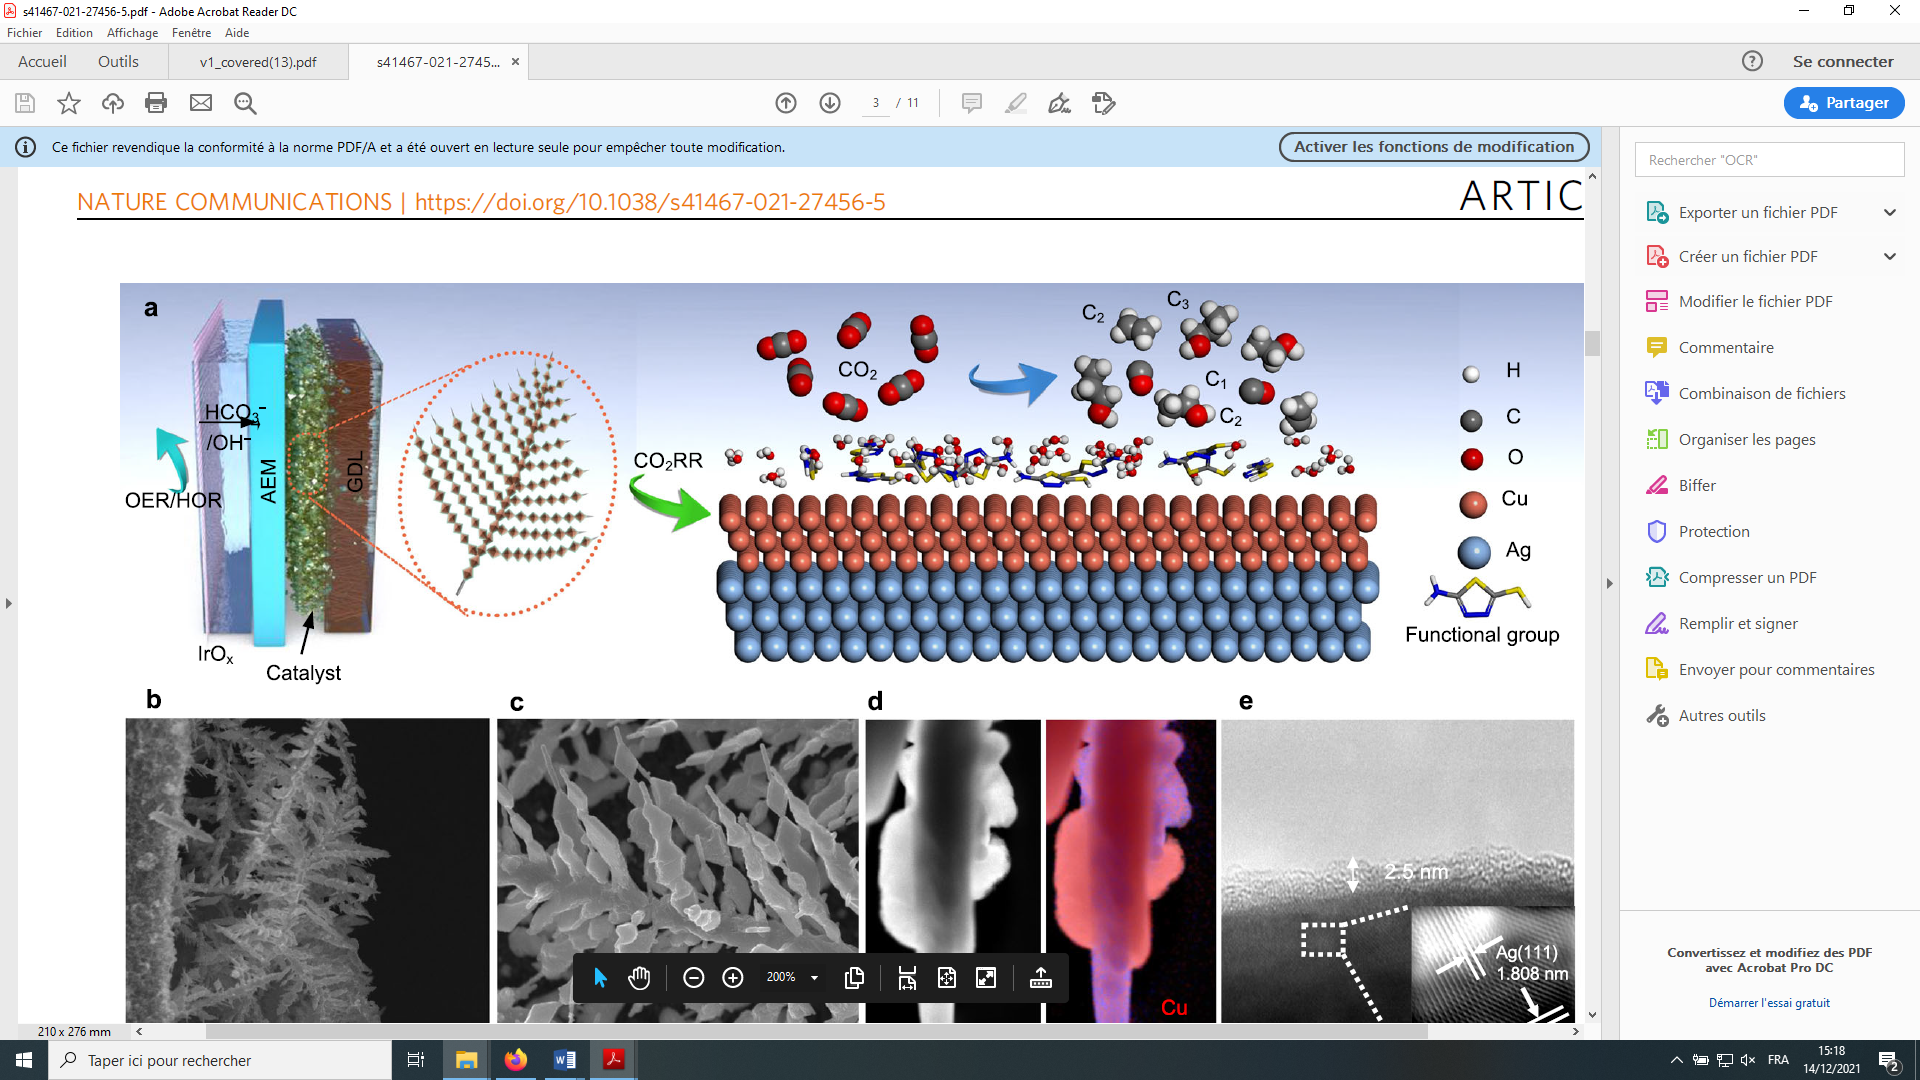 s41467-021-27456-5.pdf - Adobe Acrobat Reader DC
Fichier Edition Affichage Fenêtre Aide
Accueil Outils v1_covered(13).pdf s41467-021-2745... × Se connecter
3 / 11 Partager
Ce fichier revendique la conformité à la norme PDF/A et a été ouvert en lecture seule pour empêcher toute modification. Activer les fonctions de modification
NATURE COMMUNICATIONS | https://doi.org/10.1038/s41467-021-27456-5 ARTIC
a
HCO₃⁻
/OH⁻
OER/HOR
AEM
GDL
IrOₓ
Catalyst
CO₂RR
CO₂
C₂
C₃
C₁
C₂
H
C
O
Cu
Ag
Functional group
b
c
d
Cu
e
2.5 nm
Ag(111)
1.808 nm
200%
210 x 276 mm
Rechercher "OCR"
Exporter un fichier PDF
Créer un fichier PDF
Modifier le fichier PDF
Commentaire
Combinaison de fichiers
Organiser les pages
Biffer
Protection
Compresser un PDF
Remplir et signer
Envoyer pour commentaires
Autres outils
Convertissez et modifiez des PDF
avec Acrobat Pro DC
Démarrer l'essai gratuit
Taper ici pour rechercher
FRA
15:18
14/12/2021
2